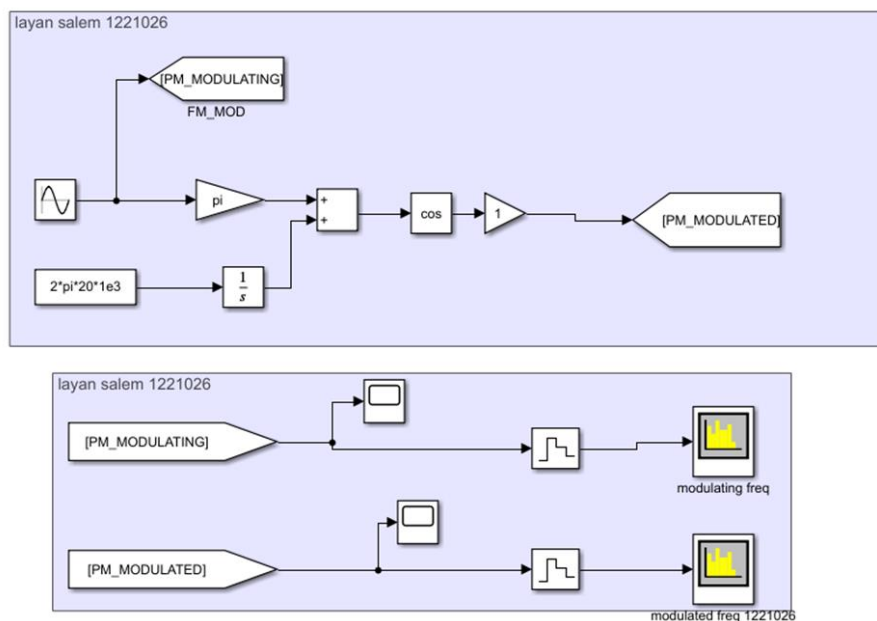 layan salem 1221026
[PM_MODULATING]
FM_MOD
pi
+
+
cos
1
[PM_MODULATED]
2*pi*20*1e3
1
s
layan salem 1221026
[PM_MODULATING]
modulating freq
[PM_MODULATED]
modulated freq 1221026